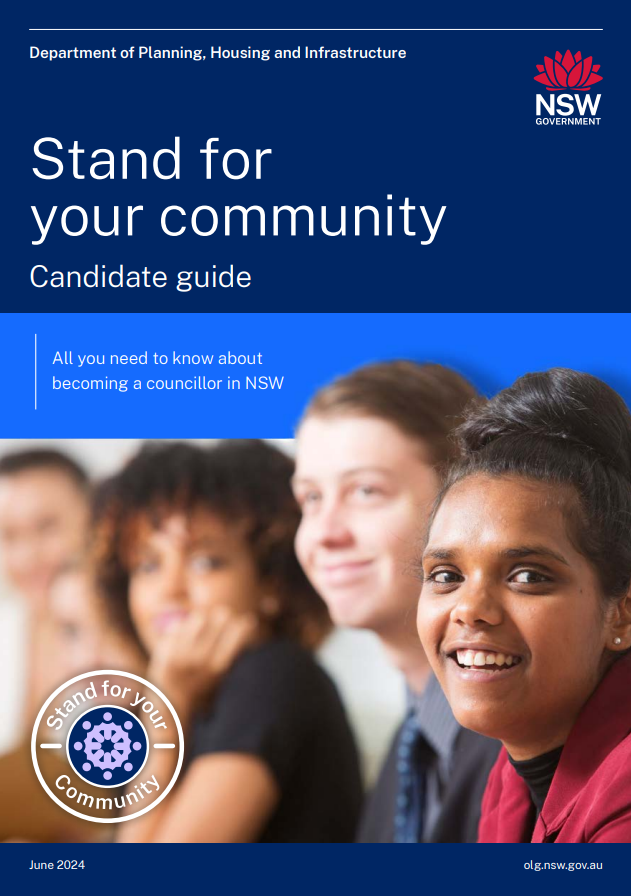 Department of Planning, Housing and Infrastructure
NSW
GOVERNMENT
Stand for
your community
Candidate guide
All you need to know about
becoming a councillor in NSW
Stand for your
Community
June 2024
olg.nsw.gov.au